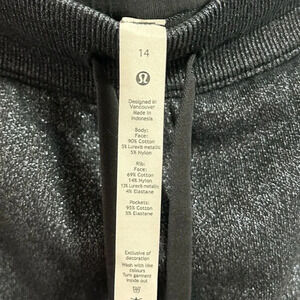 14
Designed in
Vancouver
Made in
Indonesia
Body:
Face:
90% Cotton
5% Lurex® metallic
5% Nylon
Rib:
Face:
69% Cotton
14% Nylon
13% Lurex® metallic
4% Elastane
Pockets:
95% Cotton
5% Elastane
Exclusive of
decoration
Wash with like
colours
Turn garment
inside out